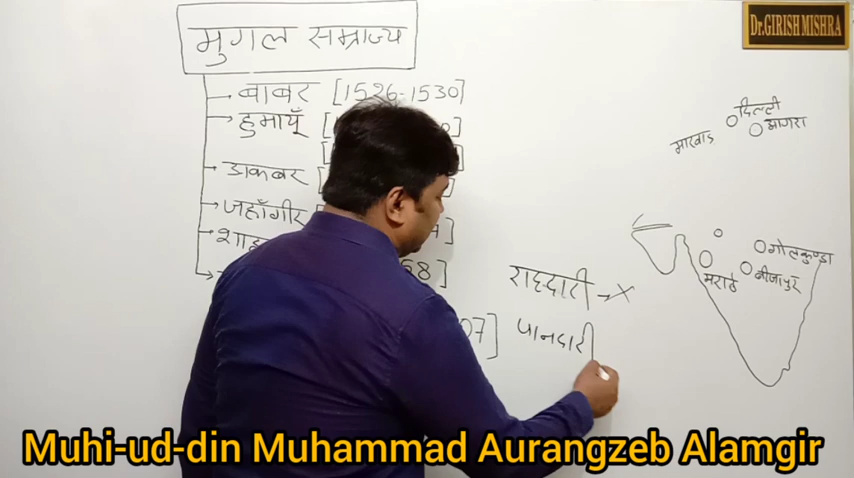 मुगल सम्राज्य
Dr.GIRISH MISHRA
बाबर [1526-1530]
हुमायूँ [
अकबर [
जहाँगीर [
दिल्ली
आगरा
मारवाड़
गोलकुण्डा
बीजापुर
मराठे
राहदारी → X
पानदारी
07]
Muhi-ud-din Muhammad Aurangzeb Alamgir